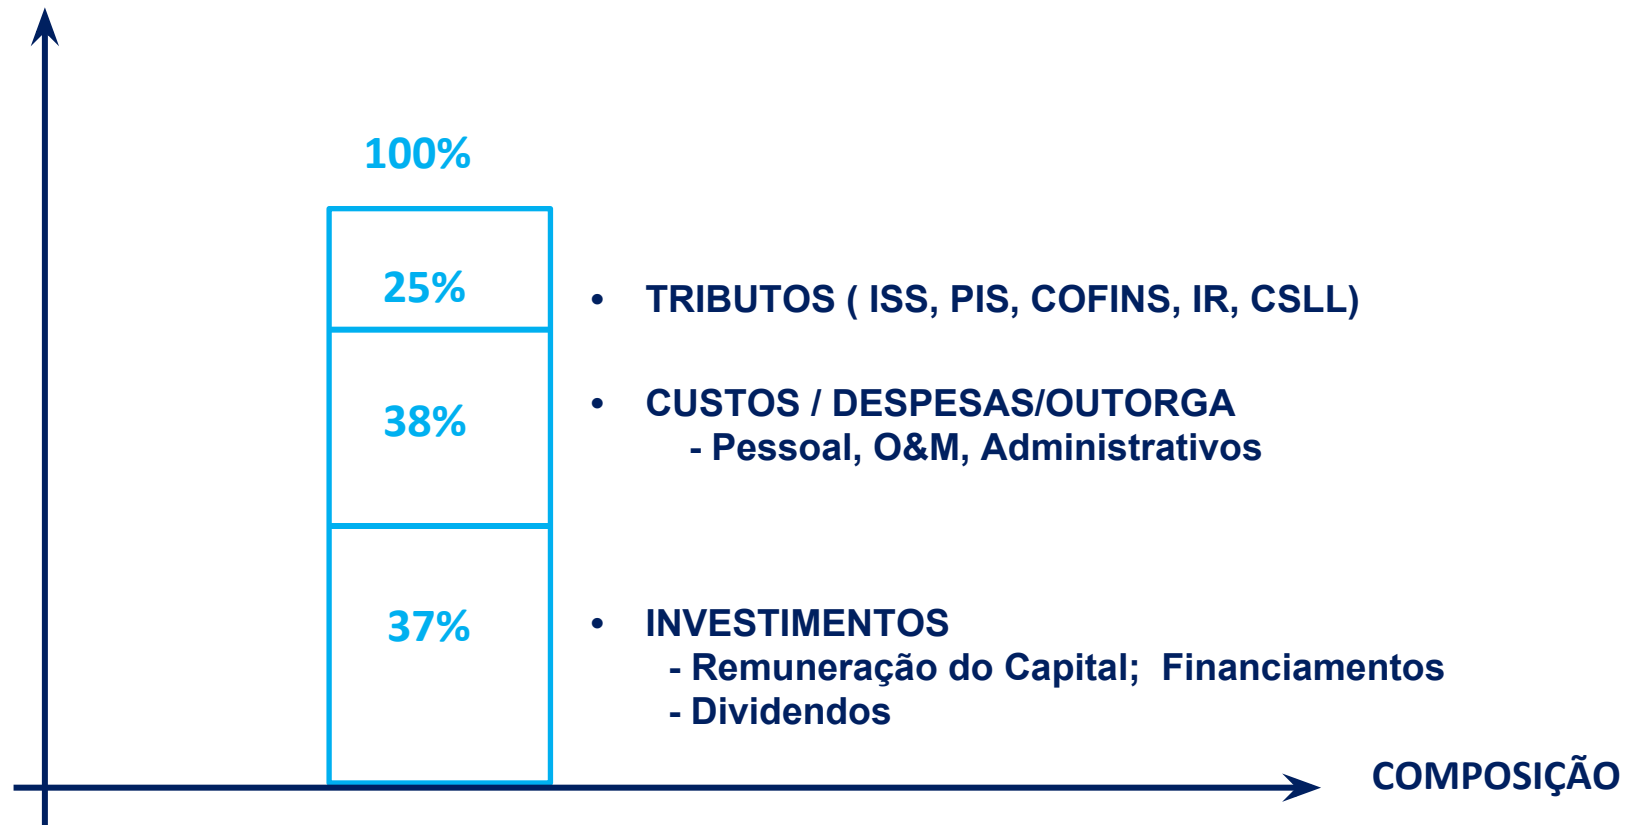 100%
25%
• TRIBUTOS ( ISS, PIS, COFINS, IR, CSLL)
38%
• CUSTOS / DESPESAS/OUTORGA
- Pessoal, O&M, Administrativos
37%
• INVESTIMENTOS
- Remuneração do Capital;  Financiamentos
- Dividendos
COMPOSIÇÃO